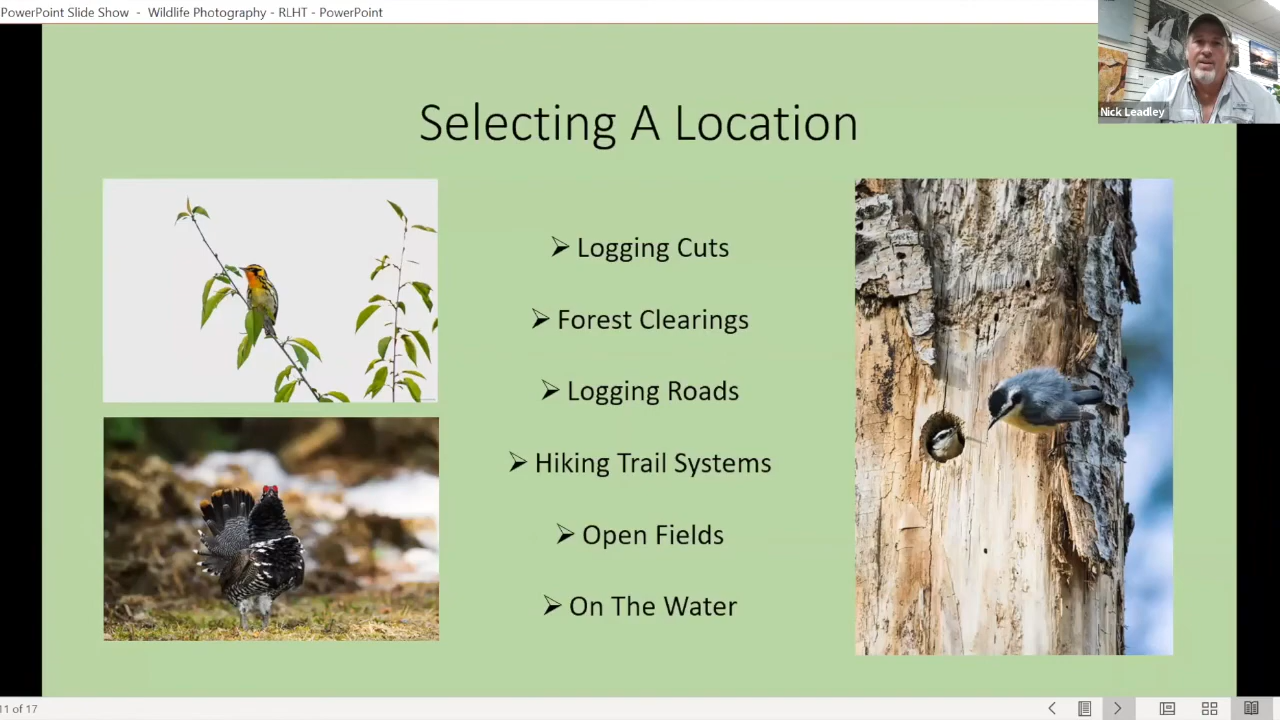 PowerPoint Slide Show - Wildlife Photography - RLHT - PowerPoint
Nick Leadley
Selecting A Location
➢ Logging Cuts
➢ Forest Clearings
➢ Logging Roads
➢ Hiking Trail Systems
➢ Open Fields
➢ On The Water
11 of 17